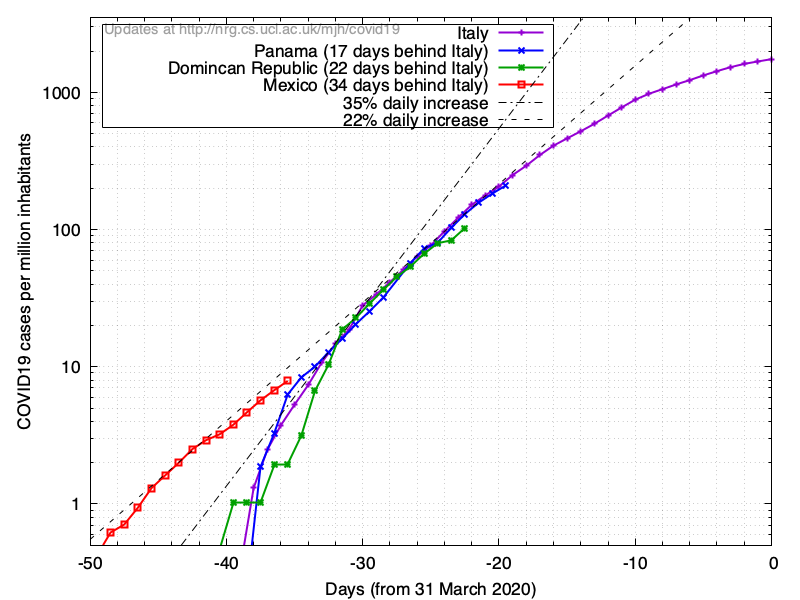 Updates at http://nrg.cs.ucl.ac.uk/mjh/covid19
Italy
Panama (17 days behind Italy)
Domincan Republic (22 days behind Italy)
Mexico (34 days behind Italy)
35% daily increase
22% daily increase
COVID19 cases per million inhabitants
1000
100
10
1
-50
-40
-30
-20
-10
0
Days (from 31 March 2020)